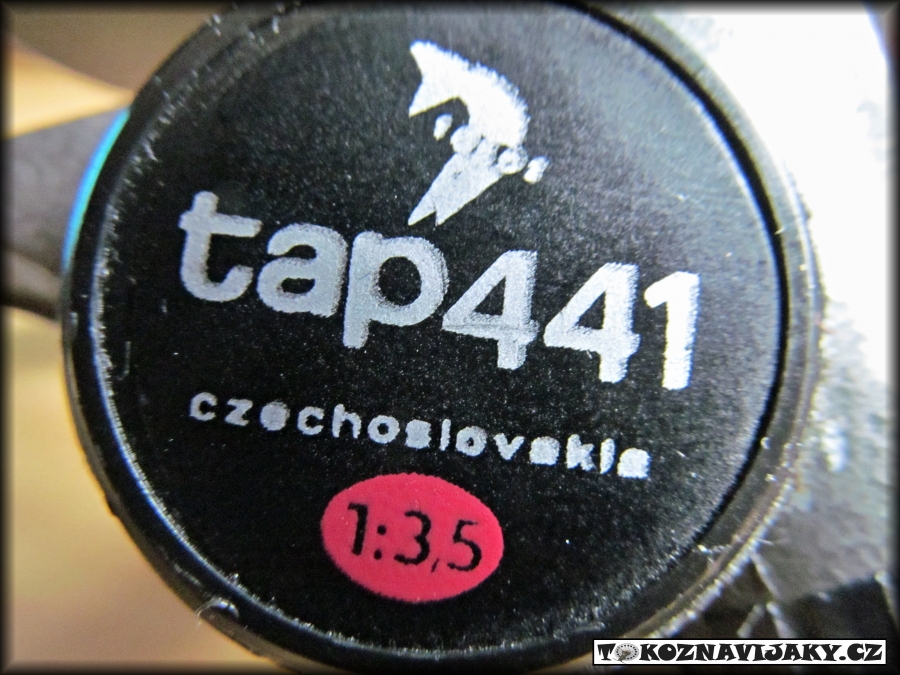 tap441
czechoslovakia
1:3,5
TOKOZNAVIJAKY.CZ